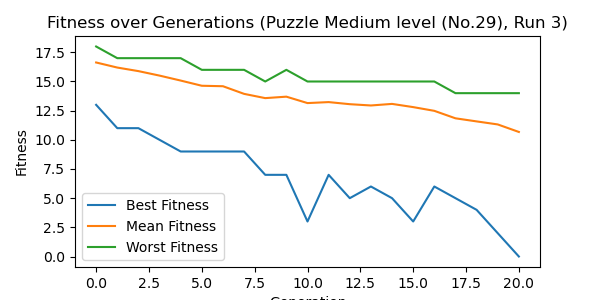 Fitness over Generations (Puzzle Medium level (No.29), Run 3)
17.5
15.0
12.5
10.0
7.5
5.0
2.5
0.0
Fitness
Best Fitness
Mean Fitness
Worst Fitness
0.0 2.5 5.0 7.5 10.0 12.5 15.0 17.5 20.0
Generation